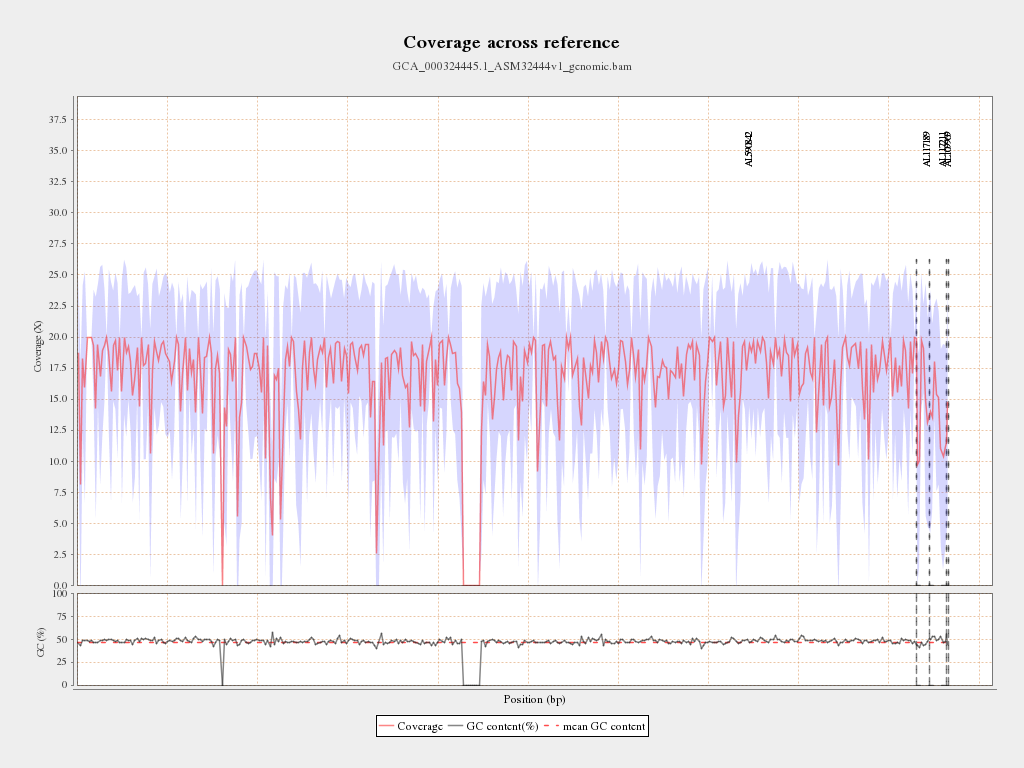 Coverage across reference
GCA_000324445.1_ASM32444v1_genomic.bam
37.5
35.0
32.5
30.0
27.5
25.0
22.5
20.0
17.5
15.0
12.5
10.0
7.5
5.0
2.5
0.0
Coverage (X)
AL590842
AL117189
AL117211
AL109969
100
75
50
25
0
GC (%)
Position (bp)
Coverage GC content(%) mean GC content